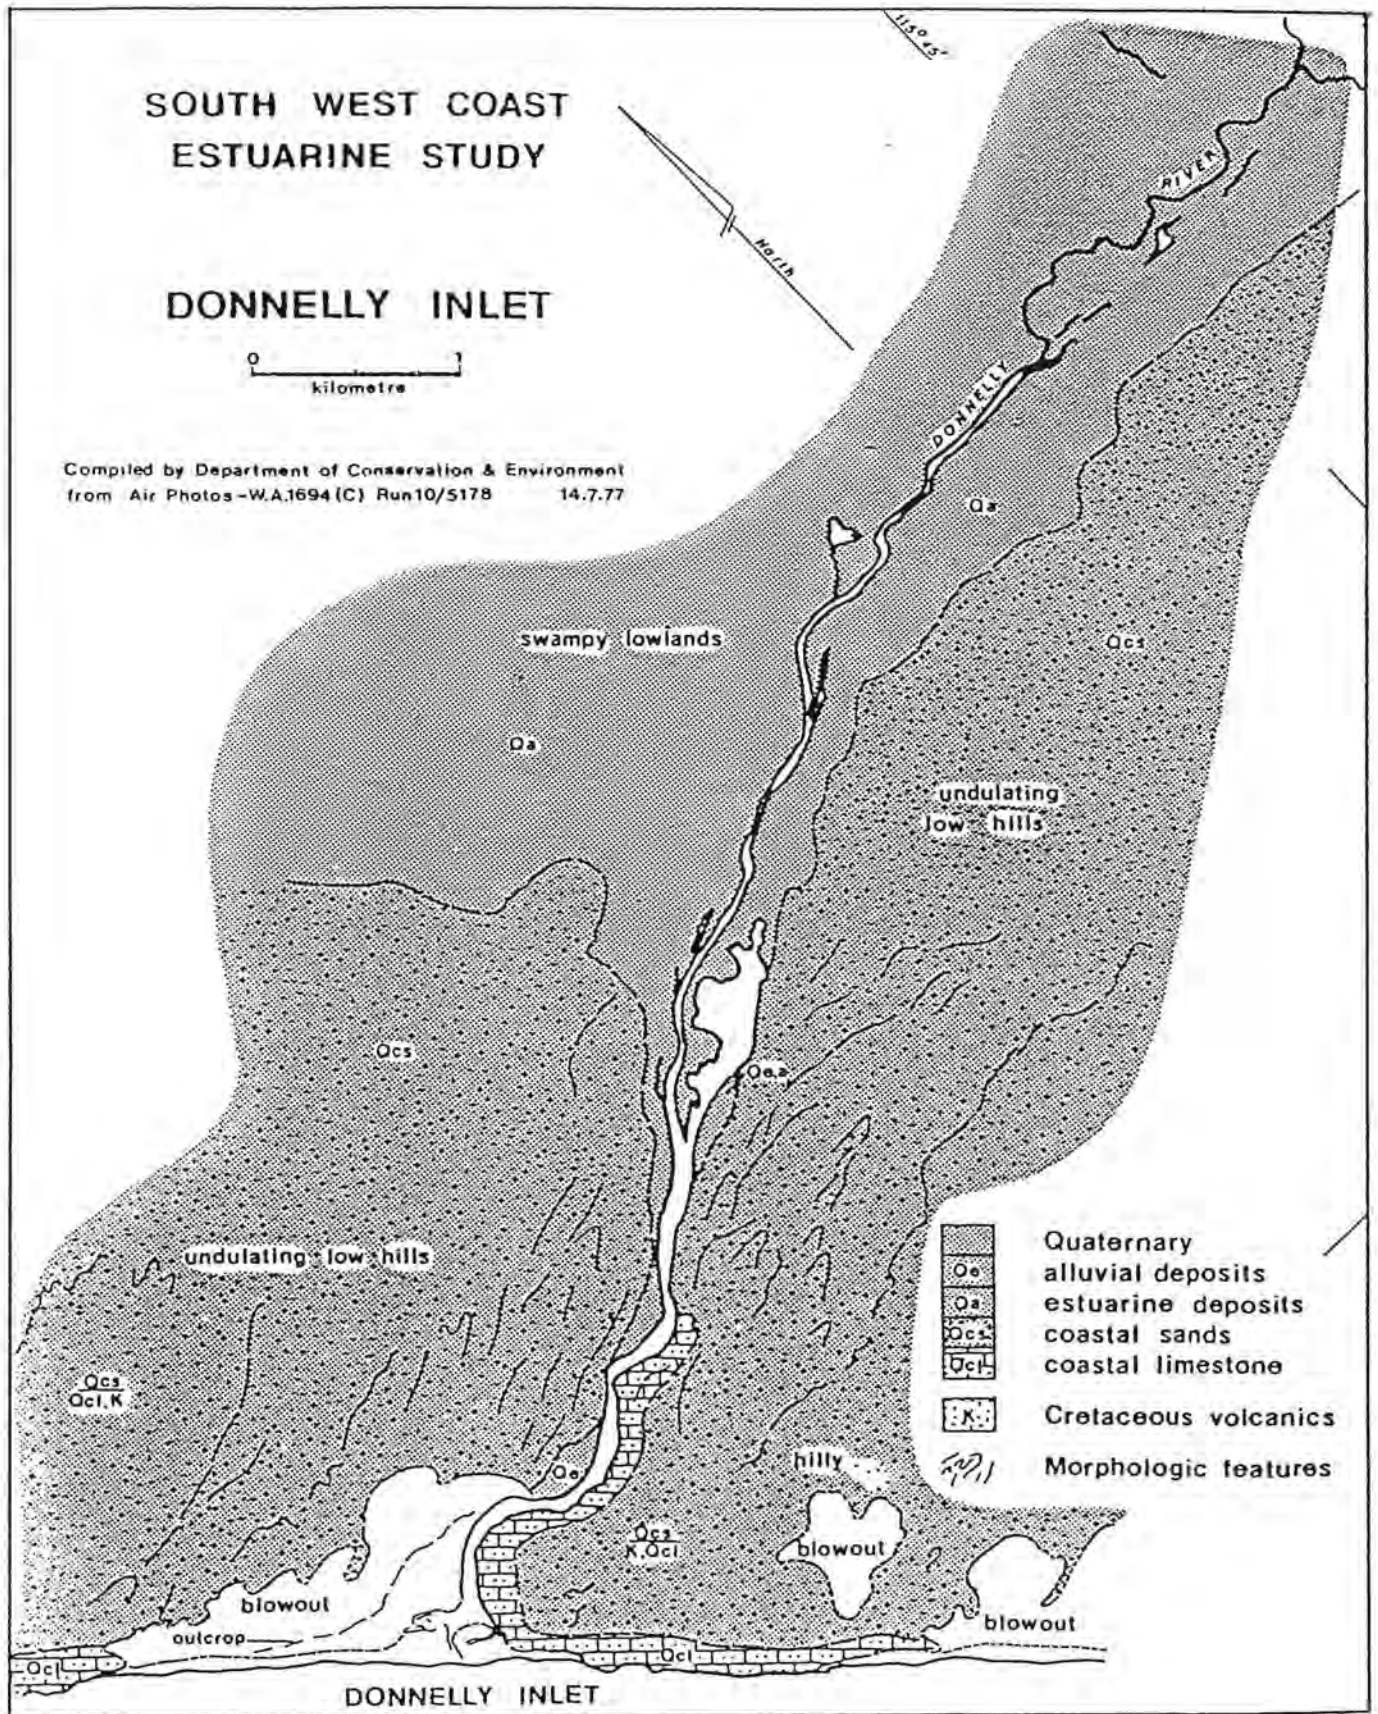 115° 45'
SOUTH WEST COAST
ESTUARINE STUDY
North
RIVER
DONNELLY INLET
0 1
kilometre
DONNELLY
Compiled by Department of Conservation & Environment
from Air Photos-W.A.1694(C) Run10/5178 14.7.77
Qa
swampy lowlands
Qcs
Qa
undulating
low hills
Qcs
Qe,a
undulating low hills
Quaternary
Qe alluvial deposits
Qa estuarine deposits
Qcs coastal sands
Qcl coastal limestone
K Cretaceous volcanics
Morphologic features
Qcs
Qcl,K
hilly
Qe
Qcs
K,Qcl
blowout
blowout
blowout
outcrop
Qcl
Qcl
DONNELLY INLET